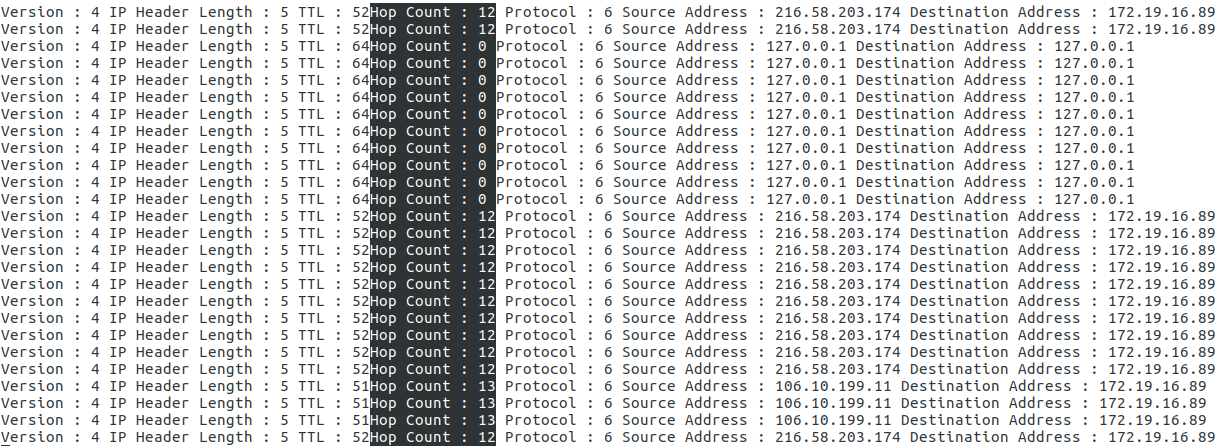 Version : 4 IP Header Length : 5 TTL : 52Hop Count : 12 Protocol : 6 Source Address : 216.58.203.174 Destination Address : 172.19.16.89
Version : 4 IP Header Length : 5 TTL : 52Hop Count : 12 Protocol : 6 Source Address : 216.58.203.174 Destination Address : 172.19.16.89
Version : 4 IP Header Length : 5 TTL : 64Hop Count : 0 Protocol : 6 Source Address : 127.0.0.1 Destination Address : 127.0.0.1
Version : 4 IP Header Length : 5 TTL : 64Hop Count : 0 Protocol : 6 Source Address : 127.0.0.1 Destination Address : 127.0.0.1
Version : 4 IP Header Length : 5 TTL : 64Hop Count : 0 Protocol : 6 Source Address : 127.0.0.1 Destination Address : 127.0.0.1
Version : 4 IP Header Length : 5 TTL : 64Hop Count : 0 Protocol : 6 Source Address : 127.0.0.1 Destination Address : 127.0.0.1
Version : 4 IP Header Length : 5 TTL : 64Hop Count : 0 Protocol : 6 Source Address : 127.0.0.1 Destination Address : 127.0.0.1
Version : 4 IP Header Length : 5 TTL : 64Hop Count : 0 Protocol : 6 Source Address : 127.0.0.1 Destination Address : 127.0.0.1
Version : 4 IP Header Length : 5 TTL : 64Hop Count : 0 Protocol : 6 Source Address : 127.0.0.1 Destination Address : 127.0.0.1
Version : 4 IP Header Length : 5 TTL : 64Hop Count : 0 Protocol : 6 Source Address : 127.0.0.1 Destination Address : 127.0.0.1
Version : 4 IP Header Length : 5 TTL : 64Hop Count : 0 Protocol : 6 Source Address : 127.0.0.1 Destination Address : 127.0.0.1
Version : 4 IP Header Length : 5 TTL : 64Hop Count : 0 Protocol : 6 Source Address : 127.0.0.1 Destination Address : 127.0.0.1
Version : 4 IP Header Length : 5 TTL : 52Hop Count : 12 Protocol : 6 Source Address : 216.58.203.174 Destination Address : 172.19.16.89
Version : 4 IP Header Length : 5 TTL : 52Hop Count : 12 Protocol : 6 Source Address : 216.58.203.174 Destination Address : 172.19.16.89
Version : 4 IP Header Length : 5 TTL : 52Hop Count : 12 Protocol : 6 Source Address : 216.58.203.174 Destination Address : 172.19.16.89
Version : 4 IP Header Length : 5 TTL : 52Hop Count : 12 Protocol : 6 Source Address : 216.58.203.174 Destination Address : 172.19.16.89
Version : 4 IP Header Length : 5 TTL : 52Hop Count : 12 Protocol : 6 Source Address : 216.58.203.174 Destination Address : 172.19.16.89
Version : 4 IP Header Length : 5 TTL : 52Hop Count : 12 Protocol : 6 Source Address : 216.58.203.174 Destination Address : 172.19.16.89
Version : 4 IP Header Length : 5 TTL : 52Hop Count : 12 Protocol : 6 Source Address : 216.58.203.174 Destination Address : 172.19.16.89
Version : 4 IP Header Length : 5 TTL : 52Hop Count : 12 Protocol : 6 Source Address : 216.58.203.174 Destination Address : 172.19.16.89
Version : 4 IP Header Length : 5 TTL : 52Hop Count : 12 Protocol : 6 Source Address : 216.58.203.174 Destination Address : 172.19.16.89
Version : 4 IP Header Length : 5 TTL : 52Hop Count : 12 Protocol : 6 Source Address : 216.58.203.174 Destination Address : 172.19.16.89
Version : 4 IP Header Length : 5 TTL : 51Hop Count : 13 Protocol : 6 Source Address : 106.10.199.11 Destination Address : 172.19.16.89
Version : 4 IP Header Length : 5 TTL : 51Hop Count : 13 Protocol : 6 Source Address : 106.10.199.11 Destination Address : 172.19.16.89
Version : 4 IP Header Length : 5 TTL : 51Hop Count : 13 Protocol : 6 Source Address : 106.10.199.11 Destination Address : 172.19.16.89
Version : 4 IP Header Length : 5 TTL : 52Hop Count : 12 Protocol : 6 Source Address : 216.58.203.174 Destination Address : 172.19.16.89